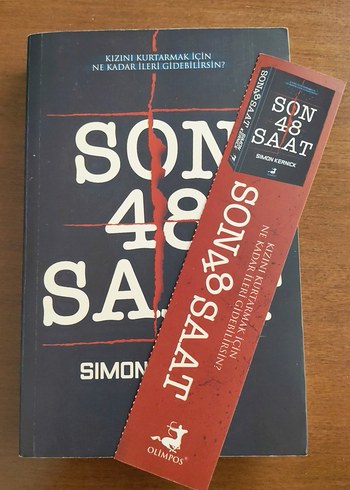 KIZINI KURTARMAK İÇİN
NE KADAR İLERİ GİDEBİLİRSİN?
SON
48
SA
SIMON
SON48SAAT
SON
48
SAAT
SIMON KERNICK
SON48SAAT
KIZINI KURTARMAK İÇİN
NE KADAR İLERİ GİDEBİLİRSİN?
OLİMPOS